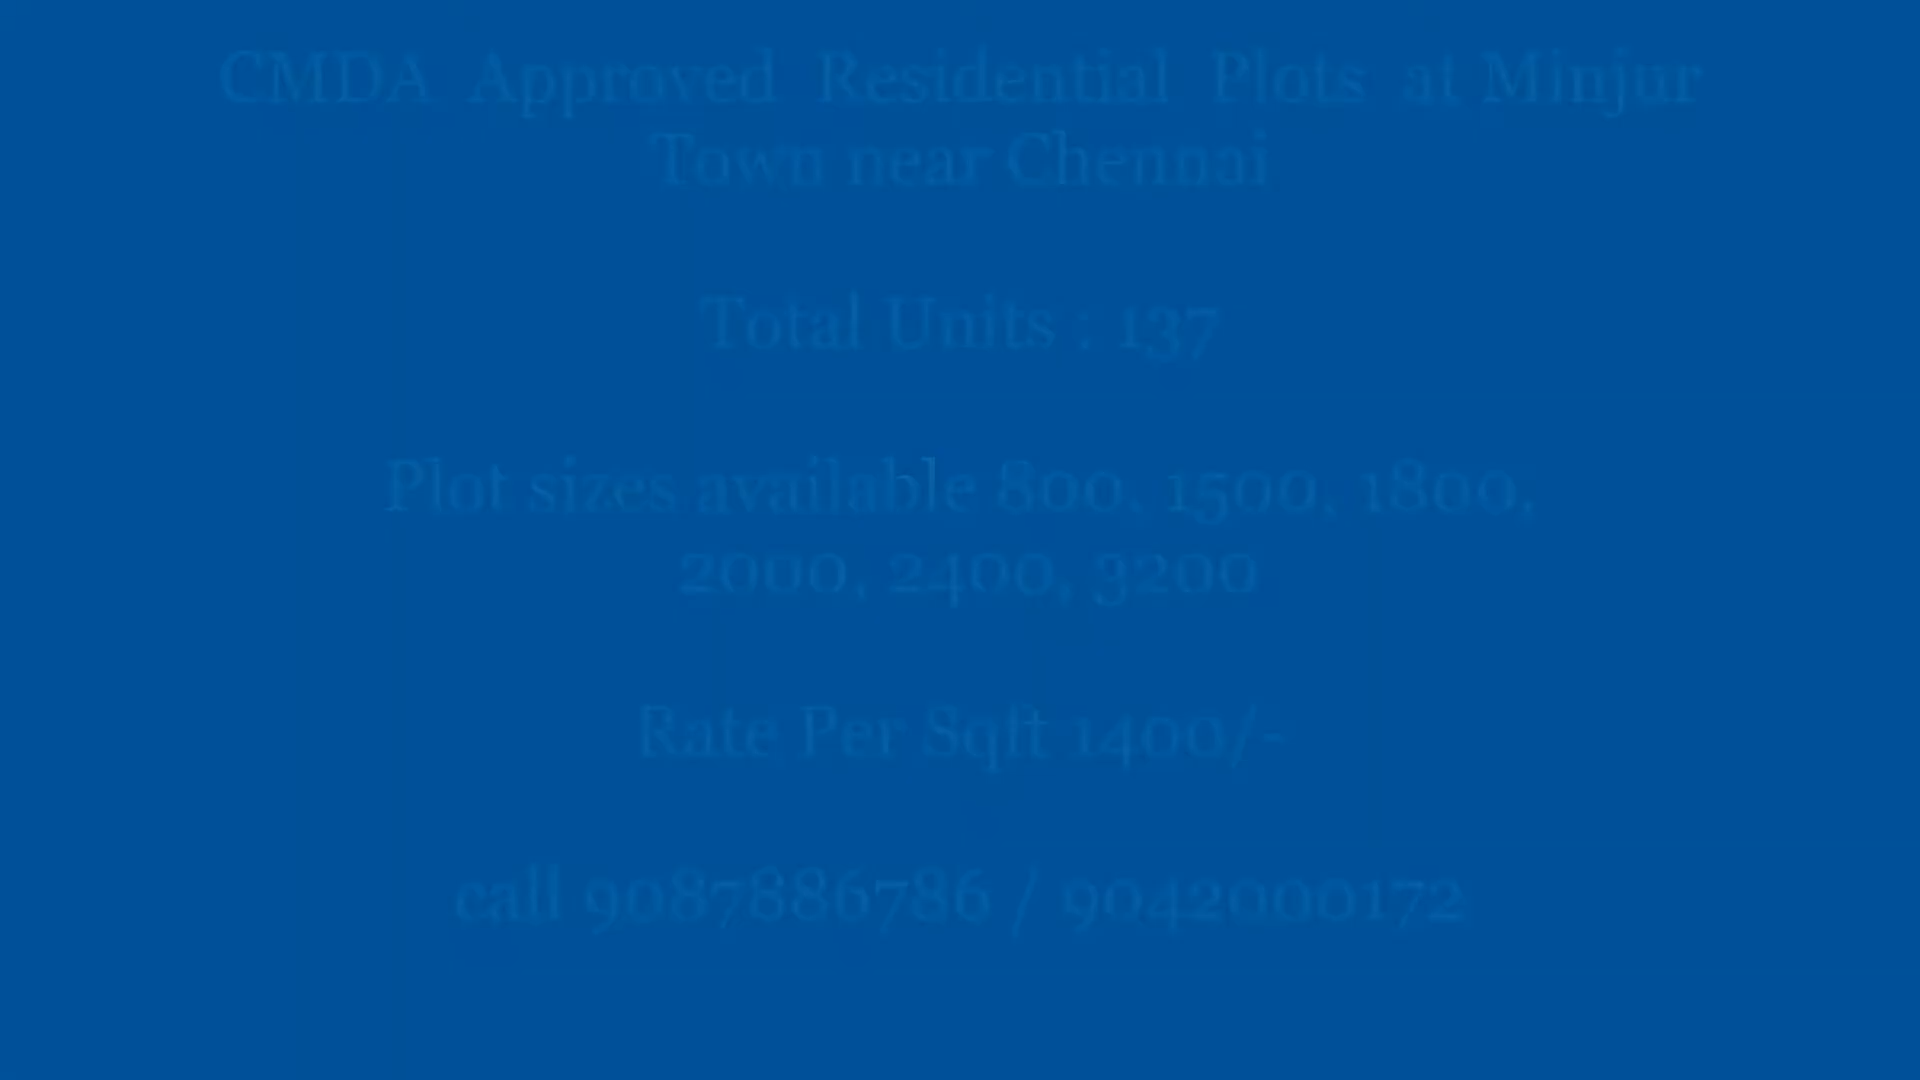 CMDA Approved Residential Plots at Minjur
Town near Chennai
Total Units : 137
Plot sizes available 800, 1500, 1800,
2000, 2400, 3200
Rate Per Sqft 1400/-
call 9087886786 / 9042000172